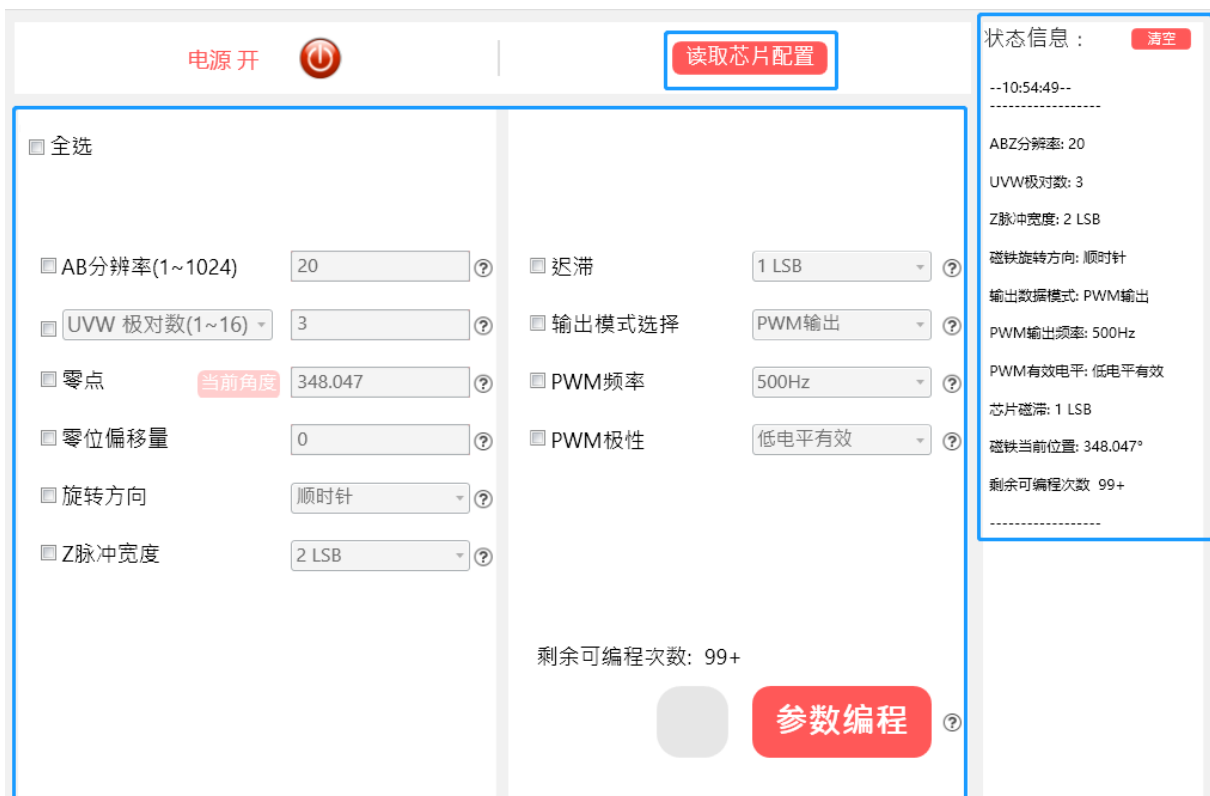 电源 开
读取芯片配置
全选
AB分辨率(1~1024) 20 ?
UVW 极对数(1~16) 3 ?
零点 当前角度 348.047 ?
零位偏移量 0 ?
旋转方向 顺时针 ?
Z脉冲宽度 2 LSB ?
迟滞 1 LSB ?
输出模式选择 PWM输出 ?
PWM频率 500Hz ?
PWM极性 低电平有效 ?
剩余可编程次数: 99+
参数编程 ?
状态信息： 清空
--10:54:49--
------------------
ABZ分辨率: 20
UVW极对数: 3
Z脉冲宽度: 2 LSB
磁铁旋转方向: 顺时针
输出数据模式: PWM输出
PWM输出频率: 500Hz
PWM有效电平: 低电平有效
芯片磁滞: 1 LSB
磁铁当前位置: 348.047°
剩余可编程次数 99+
------------------